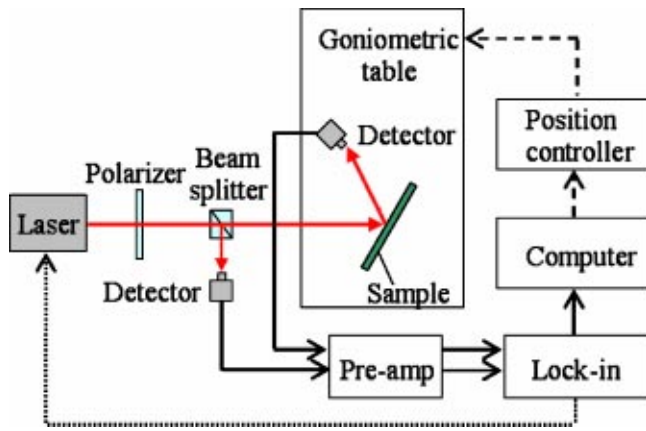 Goniometric
table
Detector
Position
controller
Beam
splitter
Polarizer
Laser
Computer
Detector
Sample
Pre-amp
Lock-in